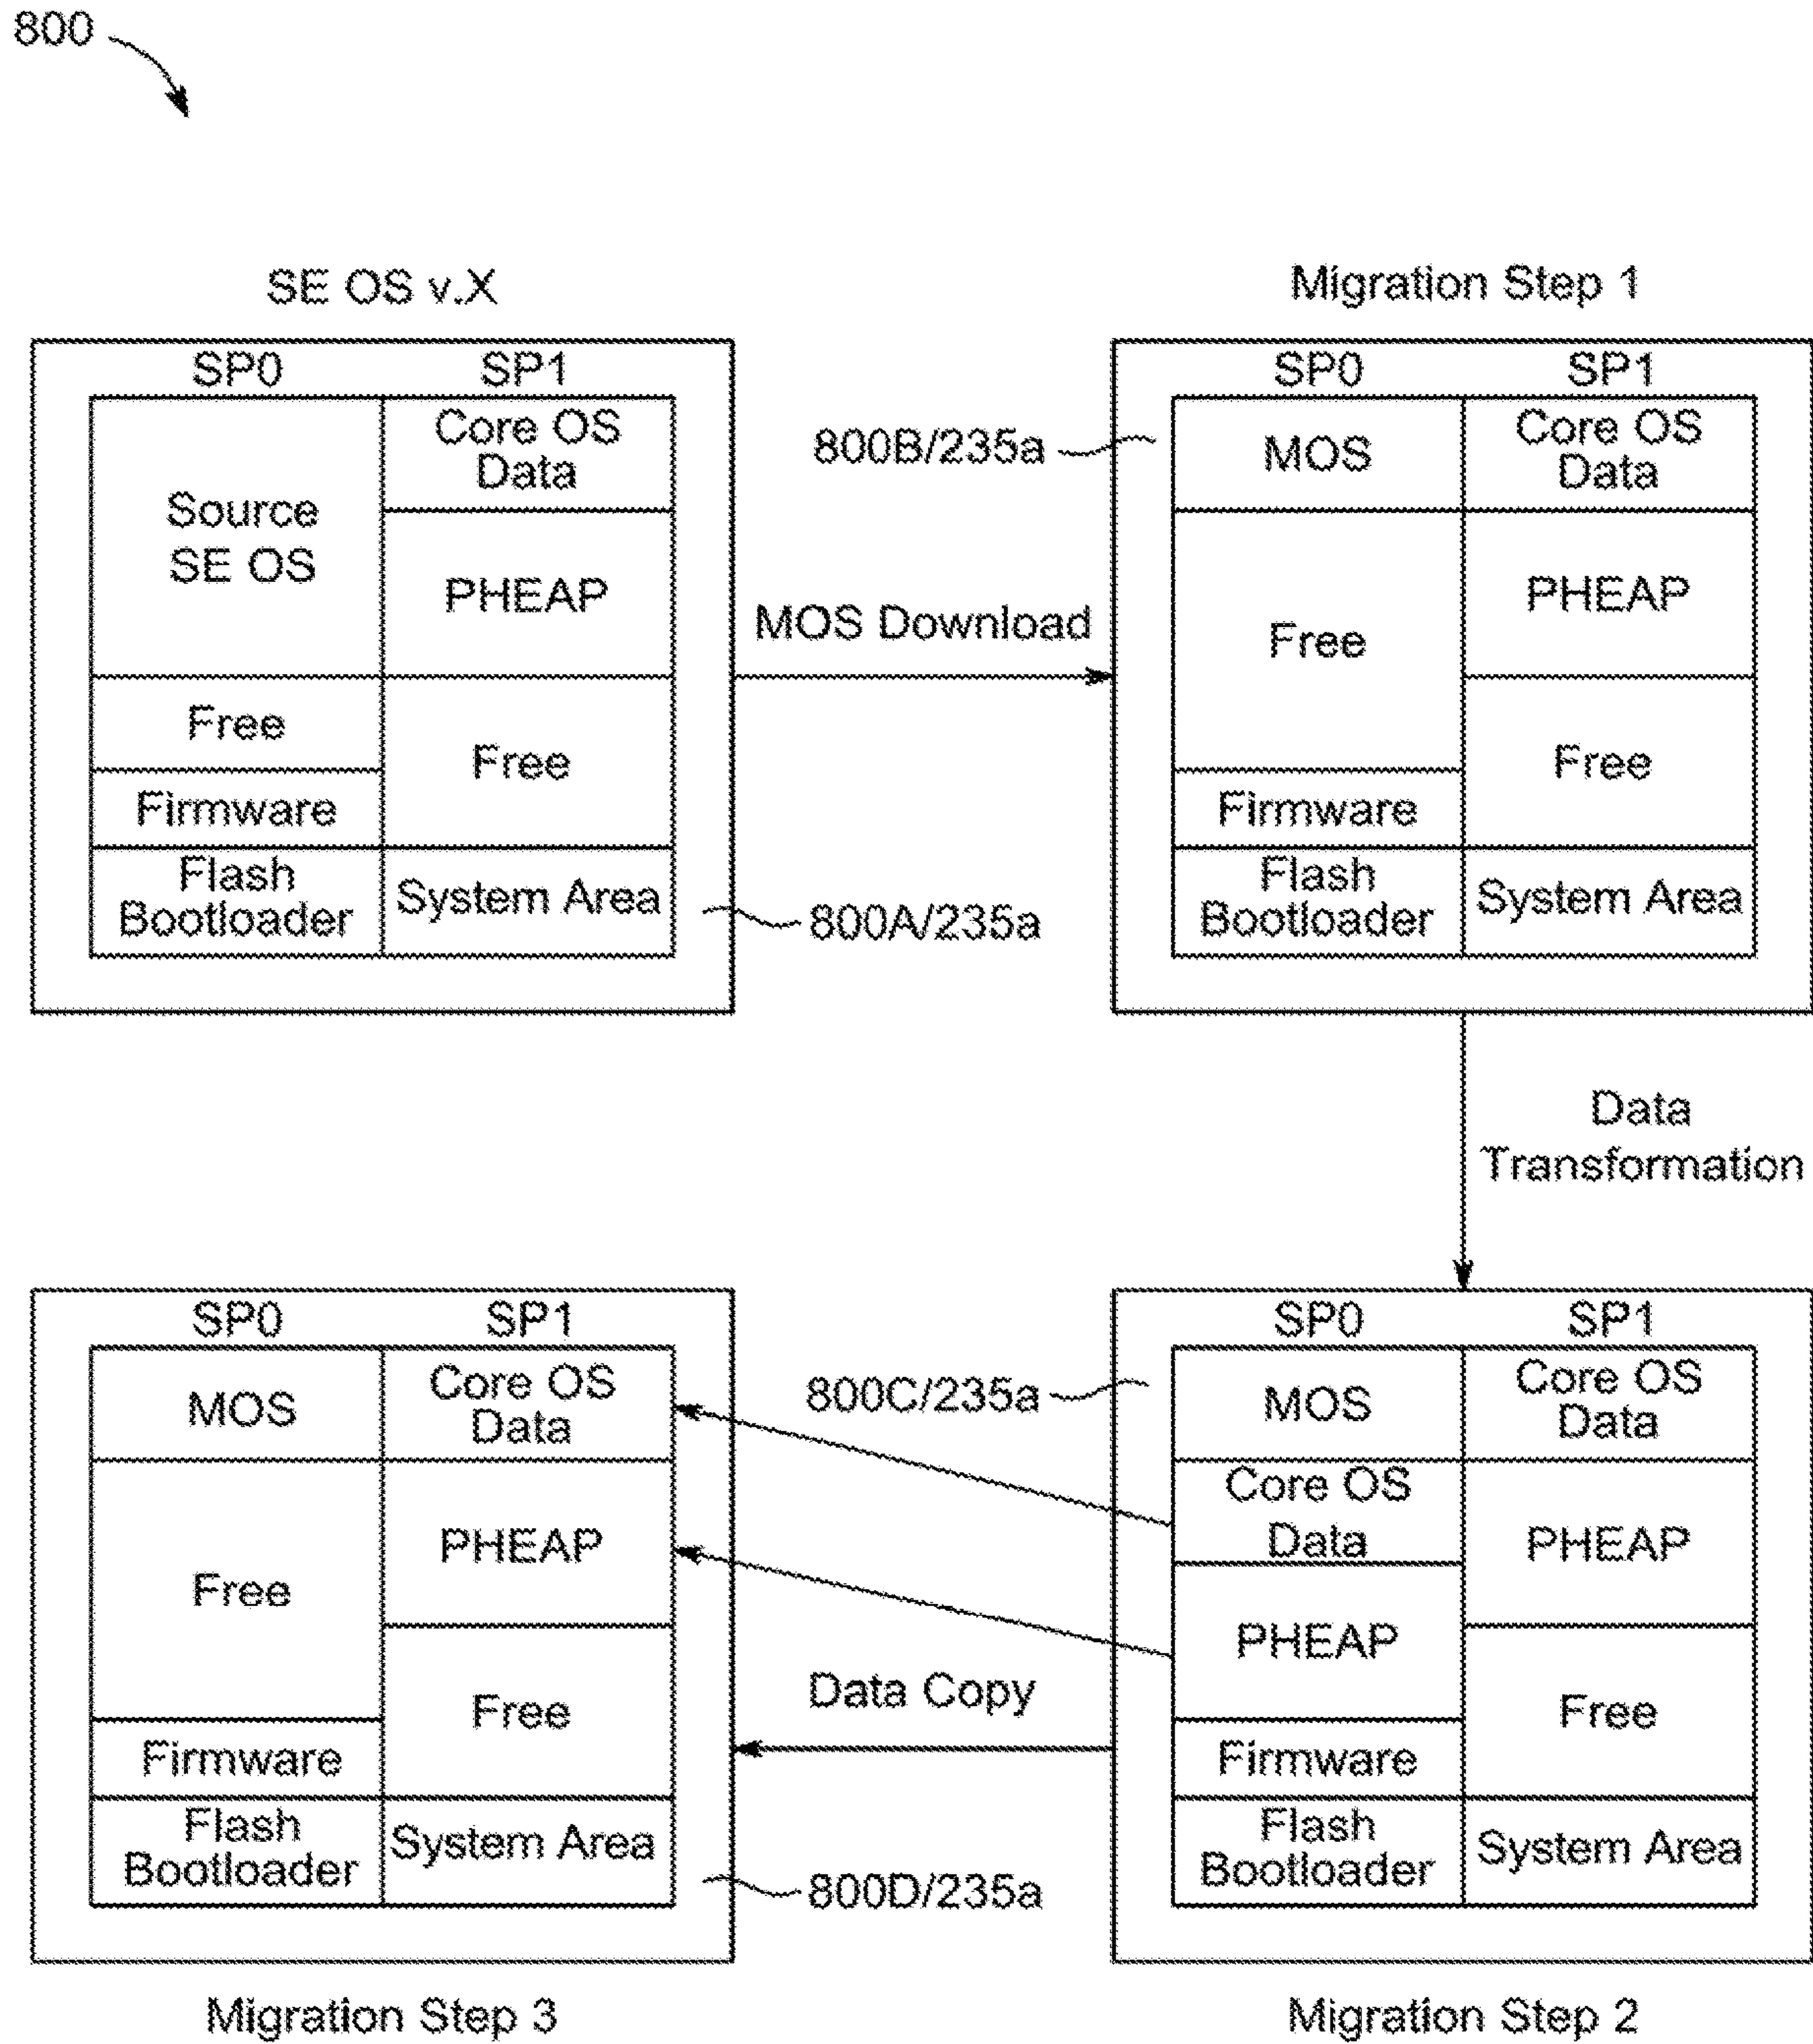 800
SE OS v.X
SP0 SP1
Source
SE OS
Free
Firmware
Flash
Bootloader
Core OS
Data
PHEAP
Free
System Area
800A/235a
MOS Download
Migration Step 1
800B/235a
SP0 SP1
MOS
Free
Firmware
Flash
Bootloader
Core OS
Data
PHEAP
Free
System Area
Data
Transformation
800C/235a
SP0 SP1
MOS
Core OS
Data
PHEAP
Firmware
Flash
Bootloader
Core OS
Data
PHEAP
Free
System Area
Migration Step 2
Data Copy
SP0 SP1
MOS
Free
Firmware
Flash
Bootloader
Core OS
Data
PHEAP
Free
System Area
800D/235a
Migration Step 3